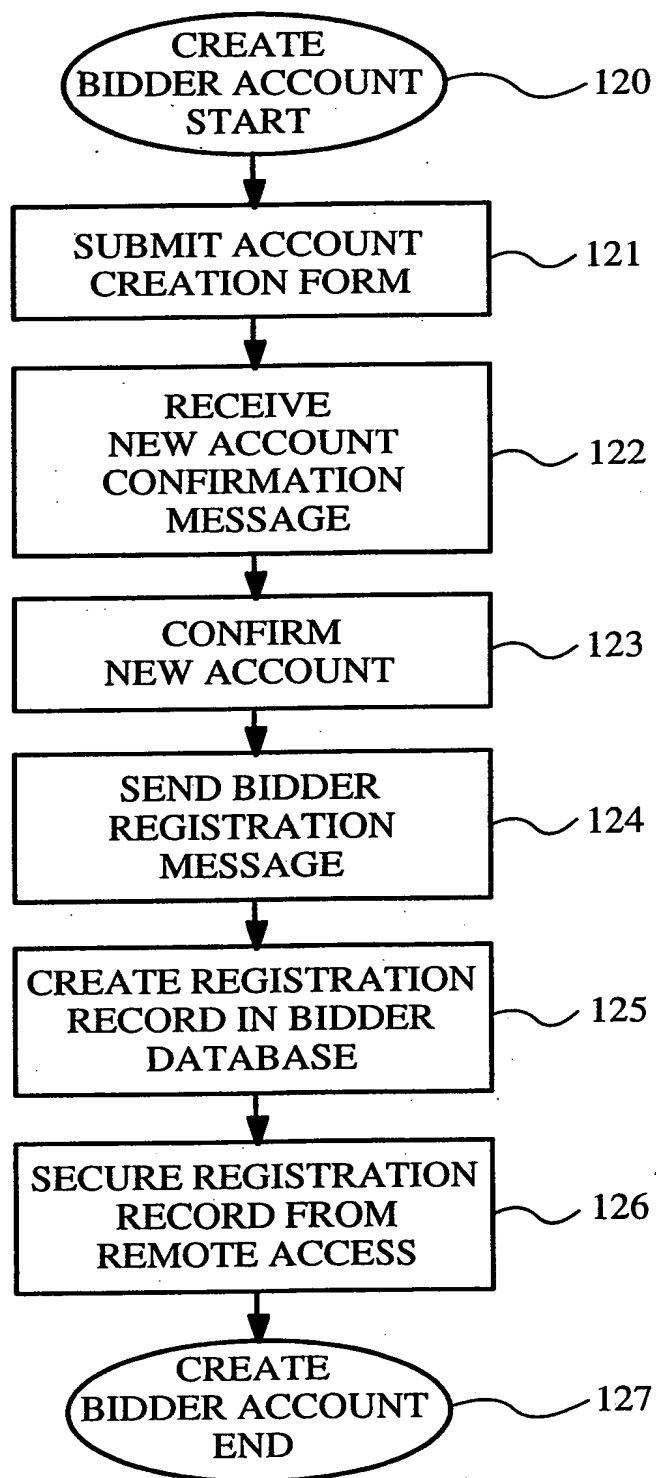 CREATE
BIDDER ACCOUNT
START
120
SUBMIT ACCOUNT
CREATION FORM
121
RECEIVE
NEW ACCOUNT
CONFIRMATION
MESSAGE
122
CONFIRM
NEW ACCOUNT
123
SEND BIDDER
REGISTRATION
MESSAGE
124
CREATE REGISTRATION
RECORD IN BIDDER
DATABASE
125
SECURE REGISTRATION
RECORD FROM
REMOTE ACCESS
126
CREATE
BIDDER ACCOUNT
END
127